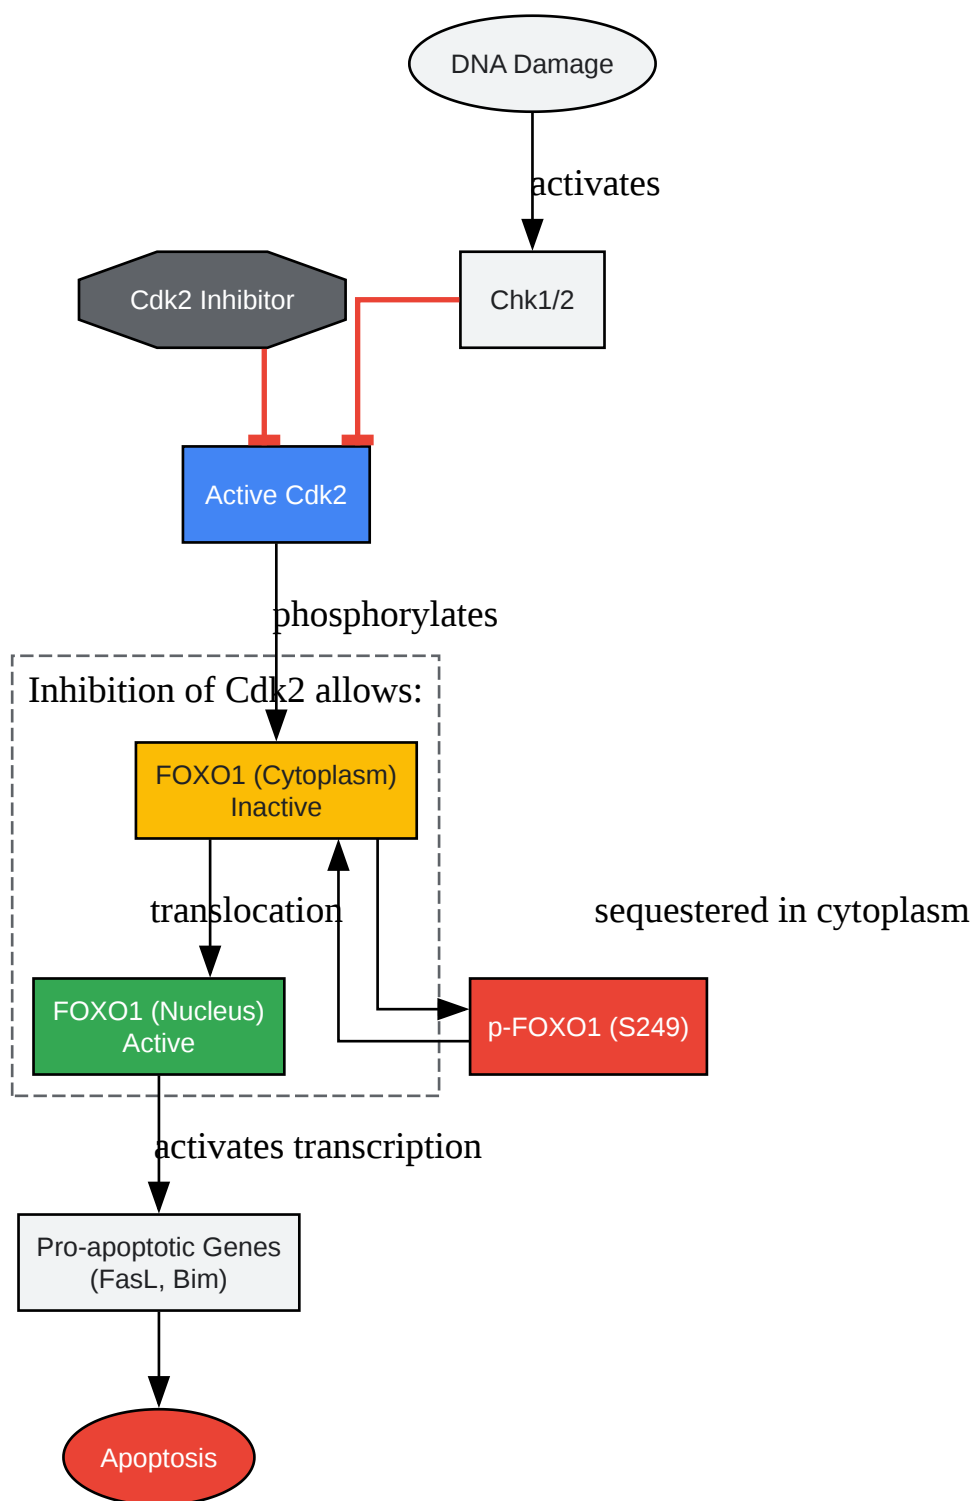 DNA Damage
activates
Cdk2 Inhibitor
Chk1/2
Active Cdk2
phosphorylates
Inhibition of Cdk2 allows:
FOXO1 (Cytoplasm)
Inactive
translocation
sequestered in cytoplasm
FOXO1 (Nucleus)
Active
p-FOXO1 (S249)
activates transcription
Pro-apoptotic Genes
(FasL, Bim)
Apoptosis